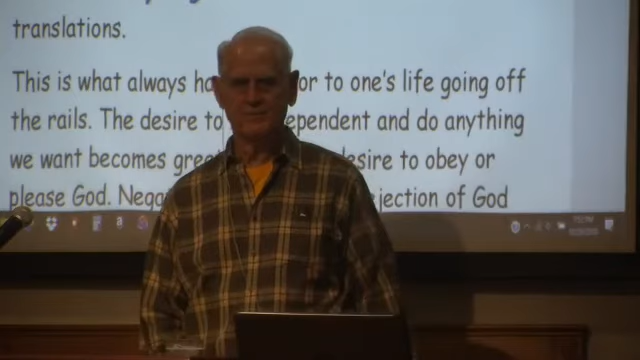 translations.
This is what always ha or to one's life going off
the rails. The desire to ependent and do anything
we want becomes grea desire to obey or
please God. Nega jection of God